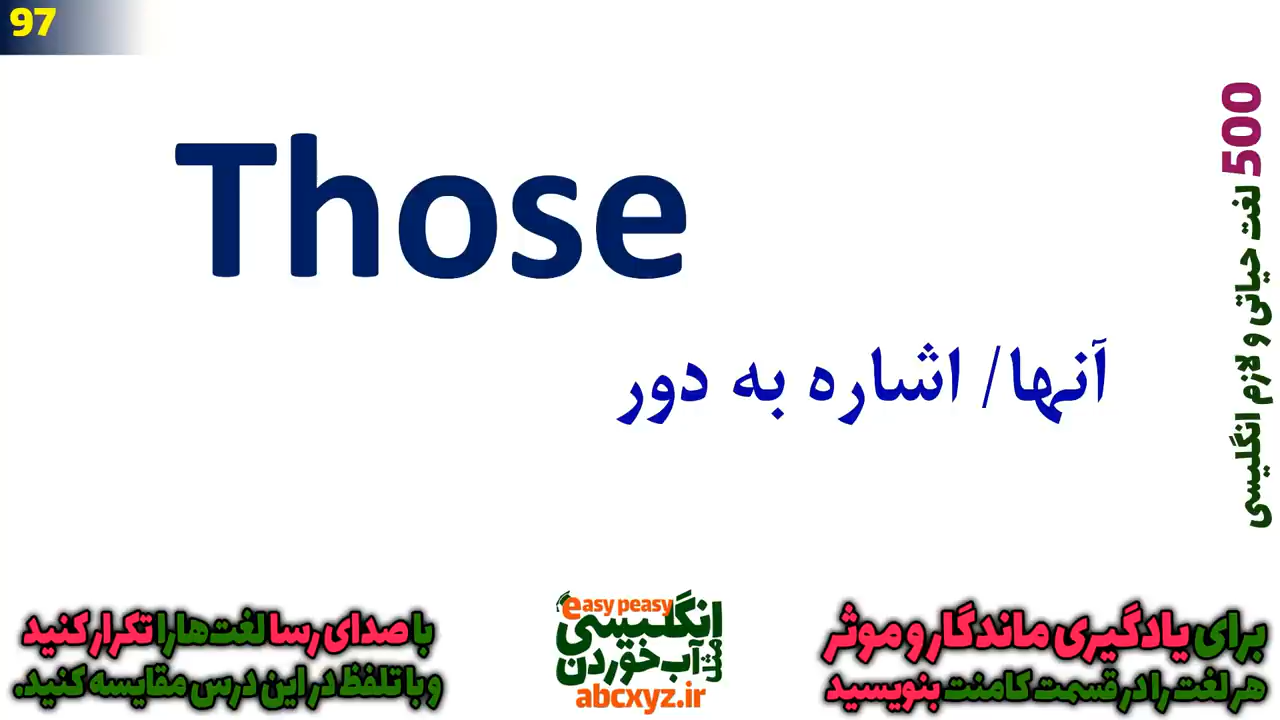 97
Those
آنها/ اشاره به دور
500 لغت حیاتی و لازم انگلیسی
برای یادگیری ماندگار و موثر
هر لغت را در قسمت کامنت بنویسید
easy peasy
انگلیسی
مثل آب خوردن
abcxyz.ir
با صدای رسا لغت‌ها را تکرار کنید
و با تلفظ در این درس مقایسه کنید.